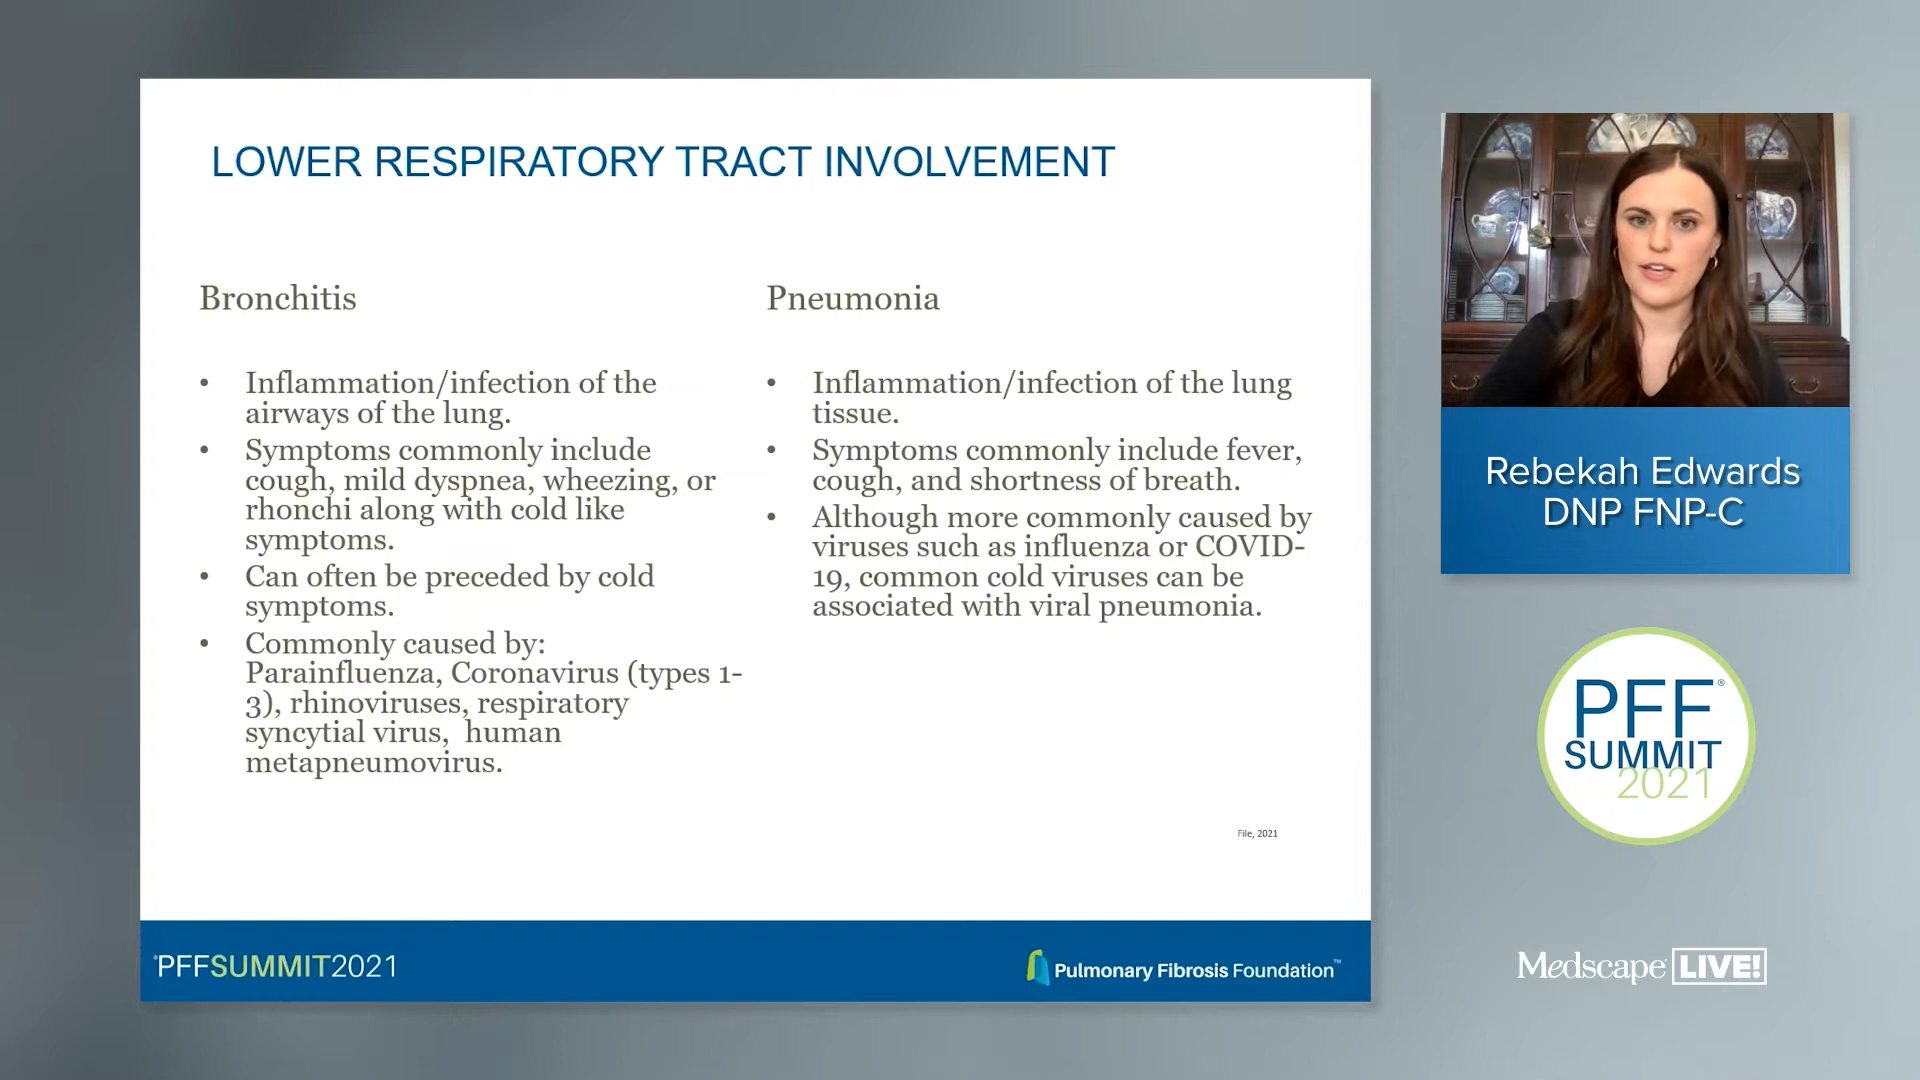 LOWER RESPIRATORY TRACT INVOLVEMENT
Bronchitis
• Inflammation/infection of the
airways of the lung.
• Symptoms commonly include
cough, mild dyspnea, wheezing, or
rhonchi along with cold like
symptoms.
• Can often be preceded by cold
symptoms.
• Commonly caused by:
Parainfluenza, Coronavirus (types 1-
3), rhinoviruses, respiratory
syncytial virus, human
metapneumovirus.
Pneumonia
• Inflammation/infection of the lung
tissue.
• Symptoms commonly include fever,
cough, and shortness of breath.
• Although more commonly caused by
viruses such as influenza or COVID-
19, common cold viruses can be
associated with viral pneumonia.
File, 2021
PFFSUMMIT2021
Pulmonary Fibrosis Foundation™
Rebekah Edwards
DNP FNP-C
PFF®
SUMMIT
2021
Medscape LIVE!